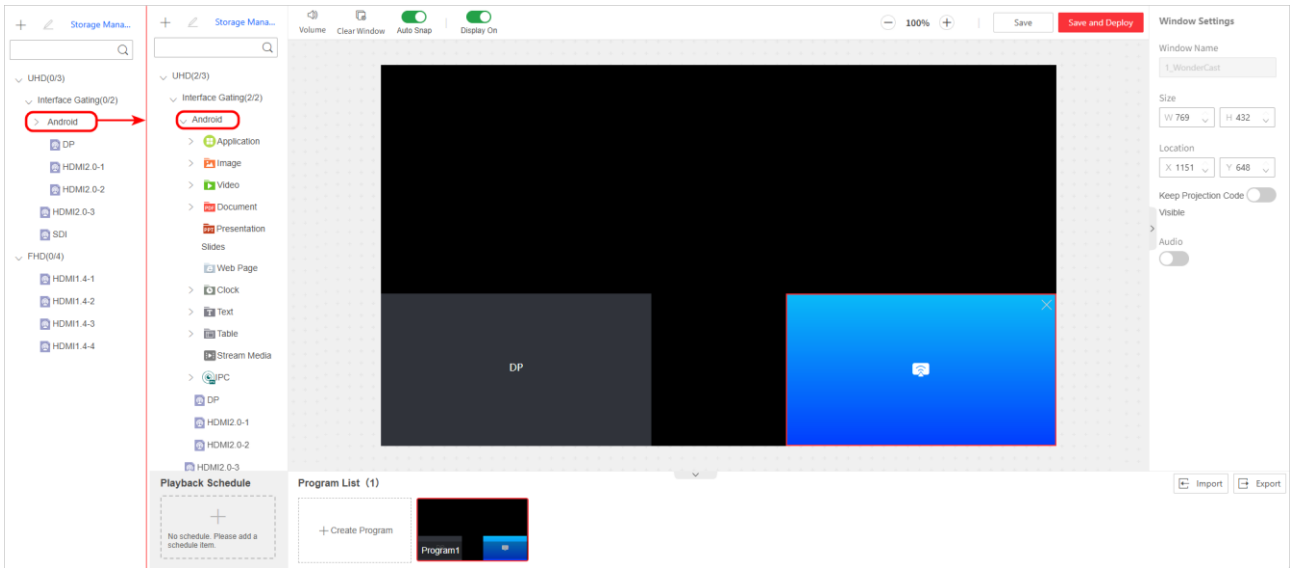 Storage Mana...
UHD(0/3)
Interface Gating(0/2)
Android
DP
HDMI2.0-1
HDMI2.0-2
HDMI2.0-3
SDI
FHD(0/4)
HDMI1.4-1
HDMI1.4-2
HDMI1.4-3
HDMI1.4-4
Storage Mana...
UHD(2/3)
Interface Gating(2/2)
Android
Application
Image
Video
PDF Document
PPT Presentation
Slides
Web Page
Clock
T Text
Table
Stream Media
IPC
DP
HDMI2.0-1
HDMI2.0-2
HDMI2.0-3
Playback Schedule
No schedule. Please add a
schedule item.
Volume
Clear Window
Auto Snap
Display On
100%
Save
Save and Deploy
DP
Program List (1)
Import
Export
+ Create Program
Program1
Window Settings
Window Name
1_WonderCast
Size
W 769
H 432
Location
X 1151
Y 648
Keep Projection Code
Visible
Audio